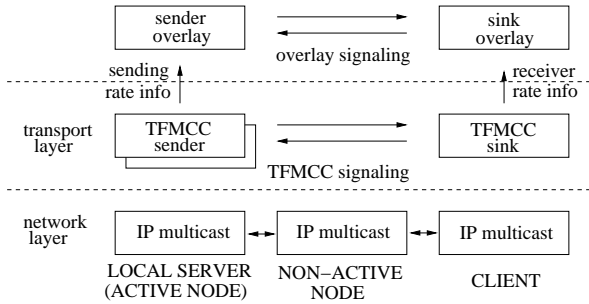 sender
overlay
sink
overlay
overlay signaling
sending
rate info
receiver
rate info
transport
layer
TFMCC
sender
TFMCC
sink
TFMCC signaling
network
layer
IP multicast
IP multicast
IP multicast
LOCAL SERVER
(ACTIVE NODE)
NON−ACTIVE
NODE
CLIENT